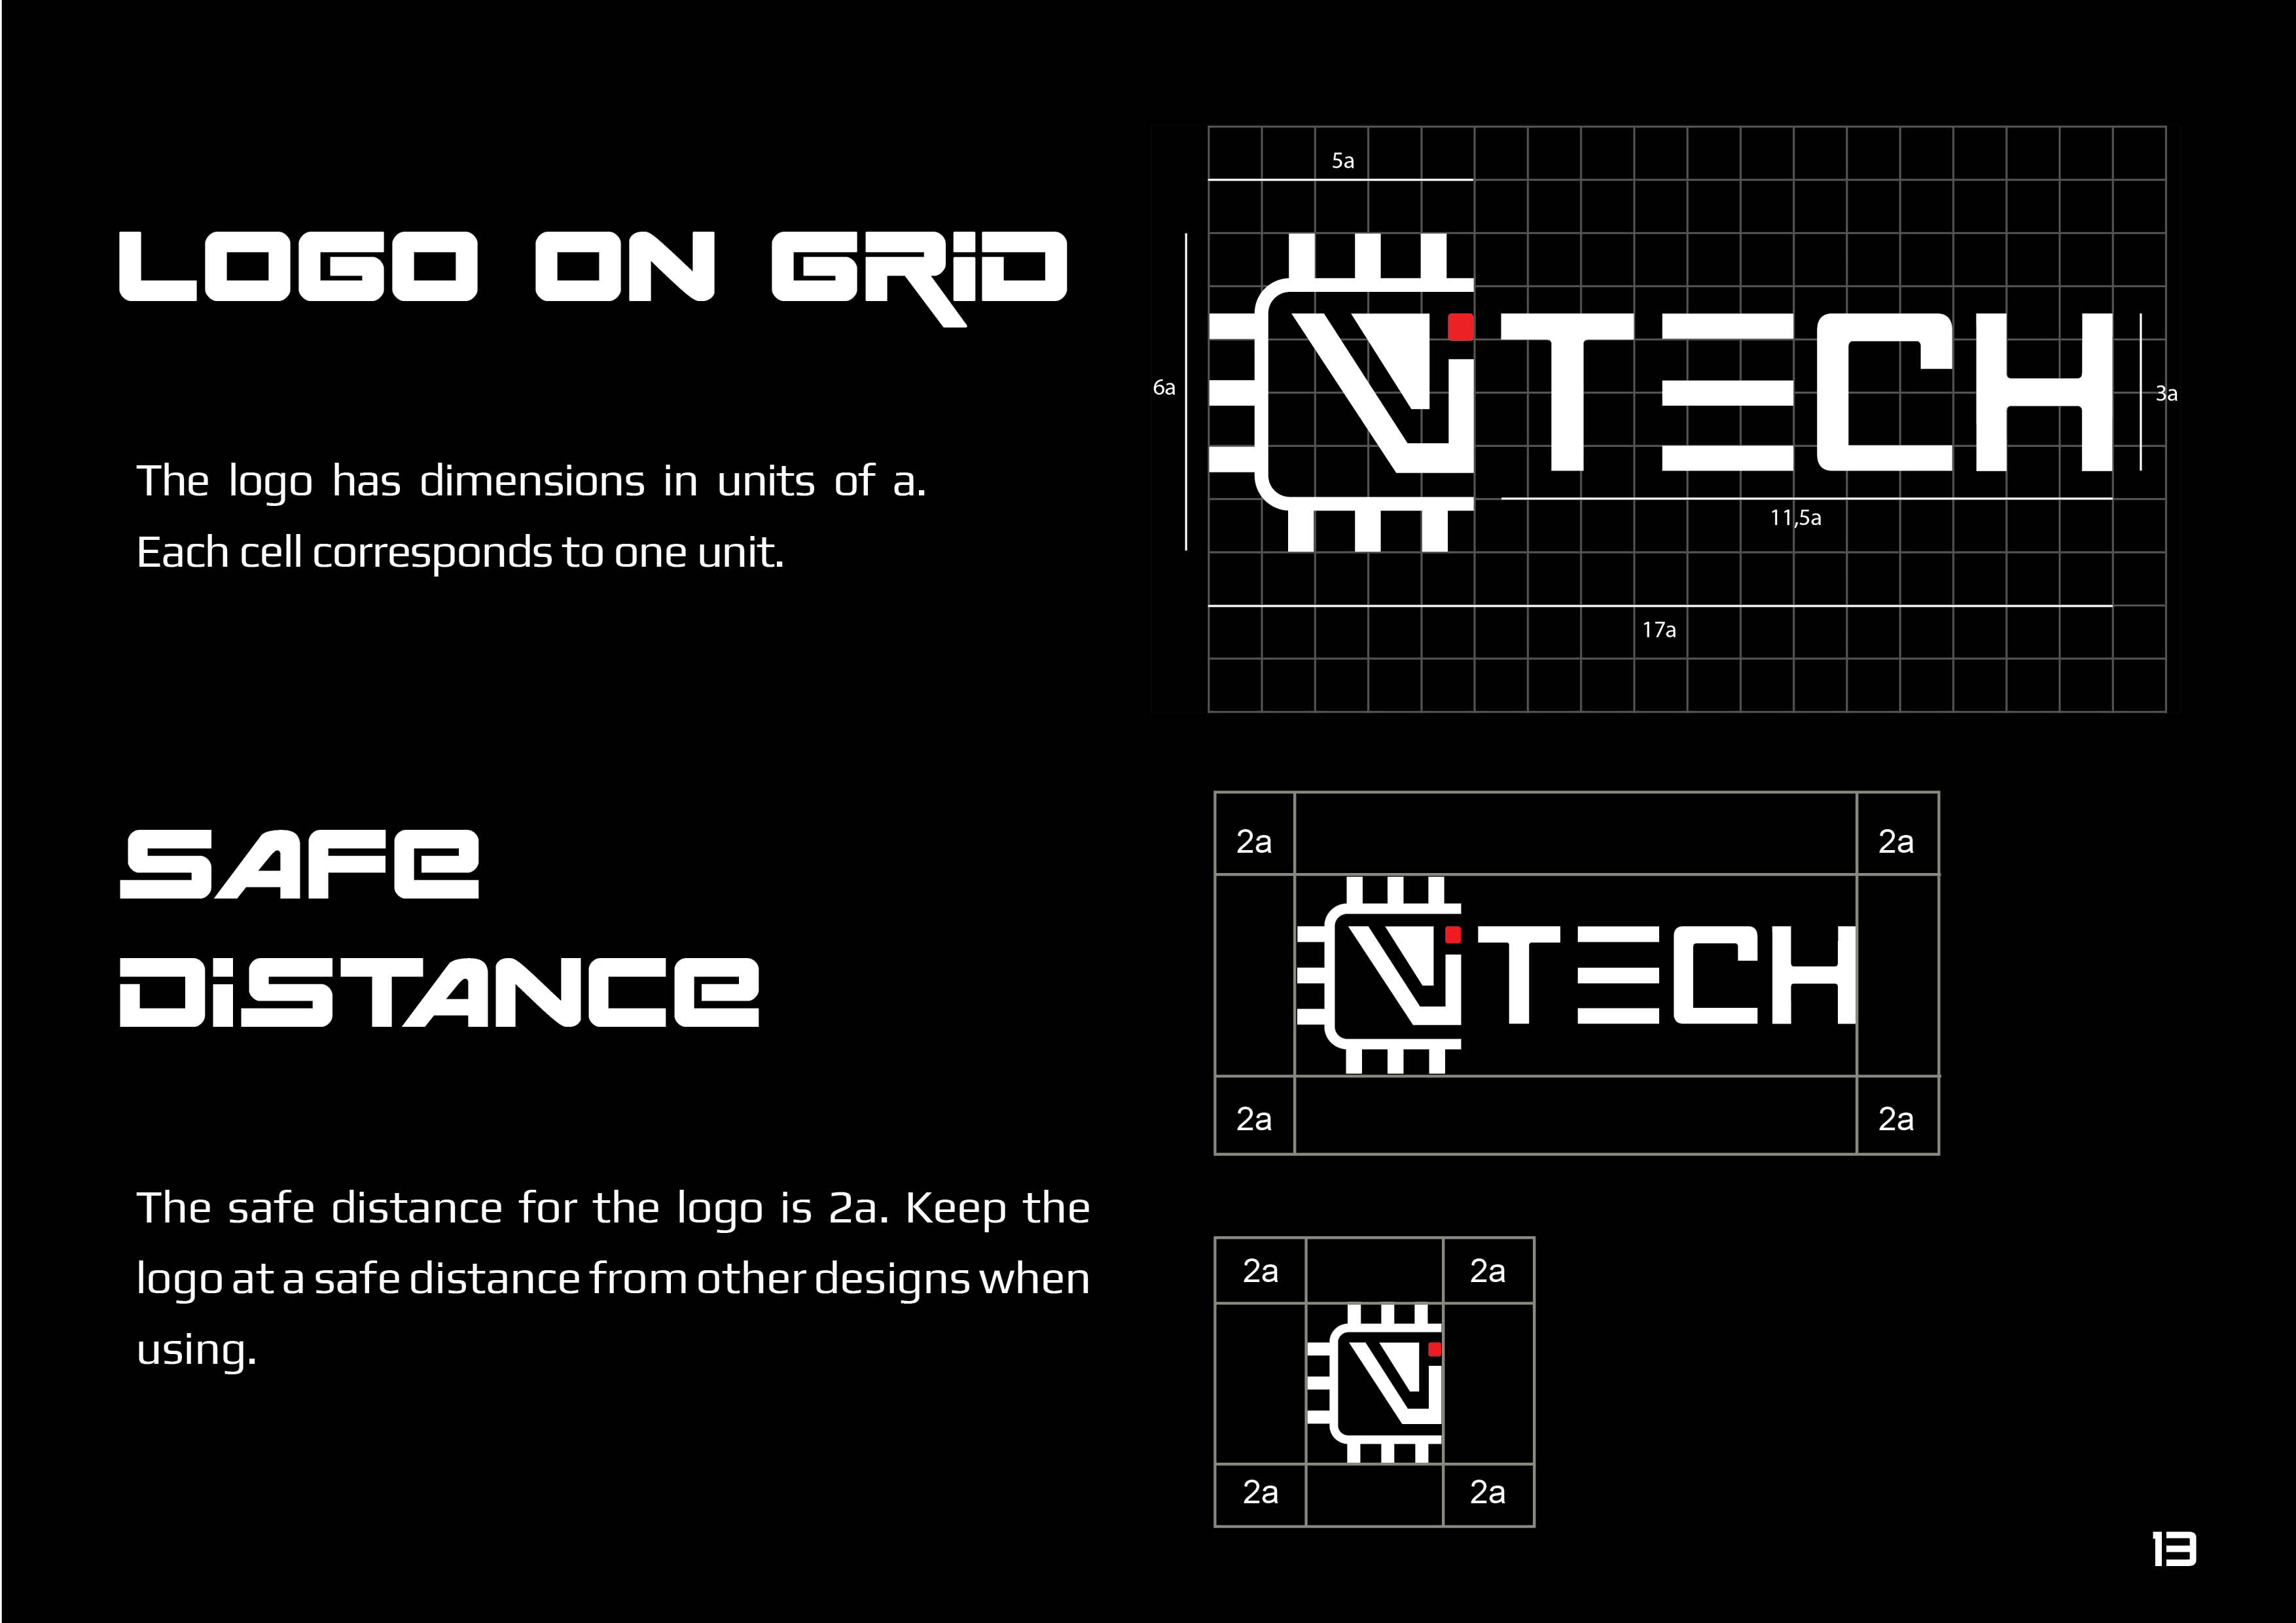 LOGO ON GRiD
The logo has dimensions in units of a.
Each cell corresponds to one unit.
5a
6a
TECH
3a
11,5a
17a
SAFe
DiSTANCe
The safe distance for the logo is 2a. Keep the
logo at a safe distance from other designs when
using.
2a
2a
TECH
2a
2a
2a
2a
2a
2a
13